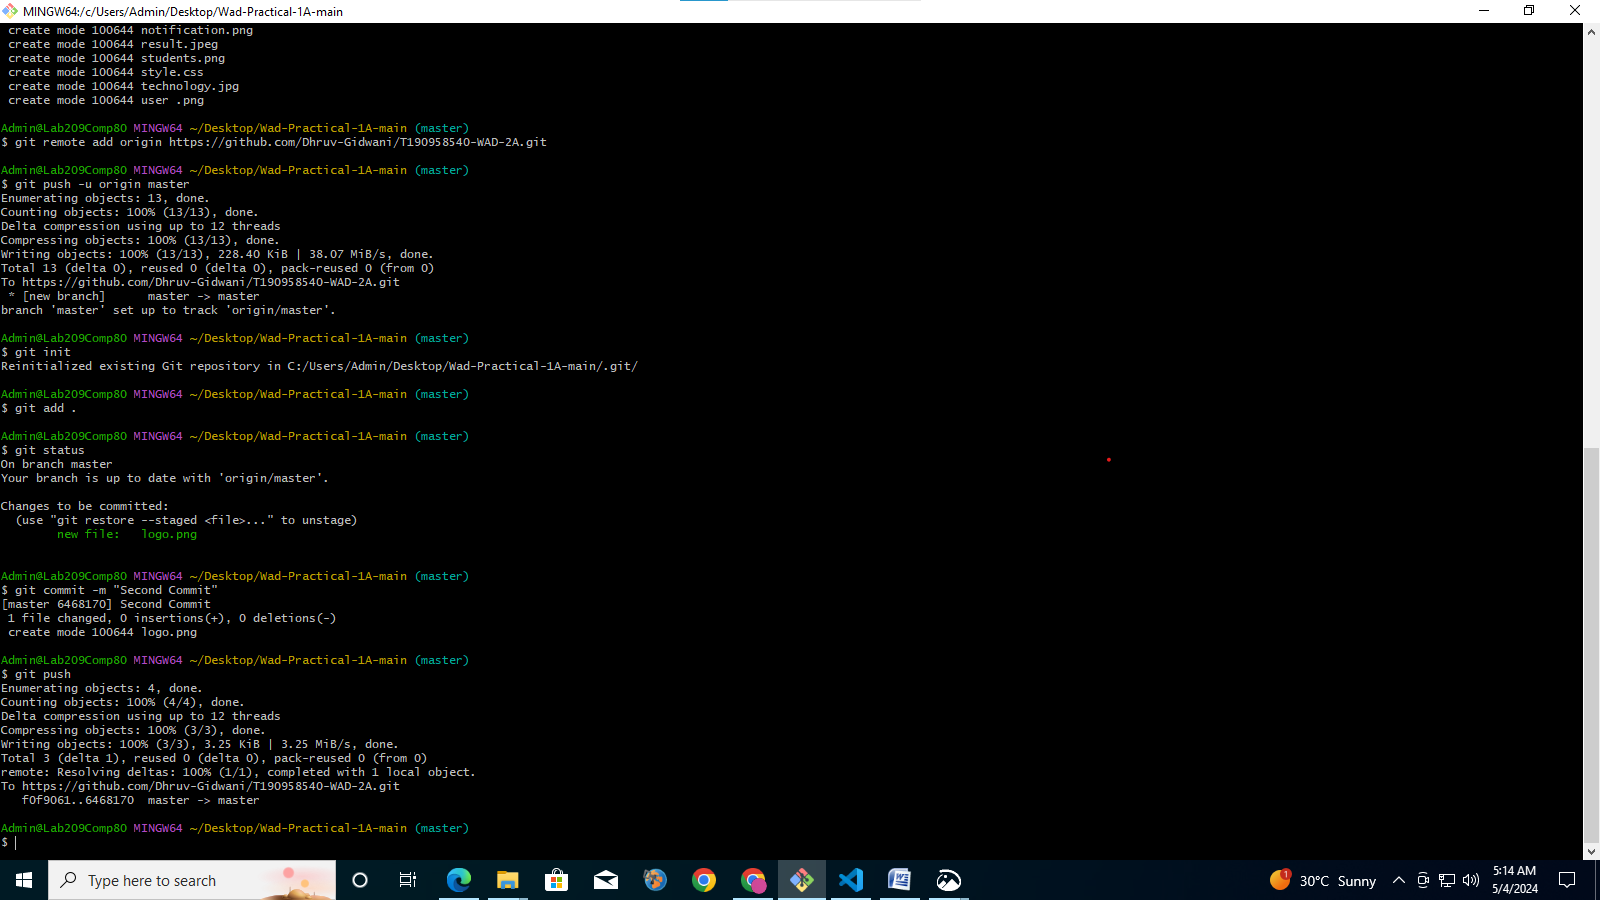 MINGW64:/c/Users/Admin/Desktop/Wad-Practical-1A-main
create mode 100644 notification.png
create mode 100644 result.jpeg
create mode 100644 students.png
create mode 100644 style.css
create mode 100644 technology.jpg
create mode 100644 user .png
Admin@Lab209Comp80 MINGW64 ~/Desktop/Wad-Practical-1A-main (master)
$ git remote add origin https://github.com/Dhruv-Gidwani/T190958540-WAD-2A.git
Admin@Lab209Comp80 MINGW64 ~/Desktop/Wad-Practical-1A-main (master)
$ git push -u origin master
Enumerating objects: 13, done.
Counting objects: 100% (13/13), done.
Delta compression using up to 12 threads
Compressing objects: 100% (13/13), done.
Writing objects: 100% (13/13), 228.40 KiB | 38.07 MiB/s, done.
Total 13 (delta 0), reused 0 (delta 0), pack-reused 0 (from 0)
To https://github.com/Dhruv-Gidwani/T190958540-WAD-2A.git
* [new branch]      master -> master
branch 'master' set up to track 'origin/master'.
Admin@Lab209Comp80 MINGW64 ~/Desktop/Wad-Practical-1A-main (master)
$ git init
Reinitialized existing Git repository in C:/Users/Admin/Desktop/Wad-Practical-1A-main/.git/
Admin@Lab209Comp80 MINGW64 ~/Desktop/Wad-Practical-1A-main (master)
$ git add .
Admin@Lab209Comp80 MINGW64 ~/Desktop/Wad-Practical-1A-main (master)
$ git status
On branch master
Your branch is up to date with 'origin/master'.
Changes to be committed:
(use "git restore --staged <file>..." to unstage)
new file:   logo.png
Admin@Lab209Comp80 MINGW64 ~/Desktop/Wad-Practical-1A-main (master)
$ git commit -m "Second Commit"
[master 6468170] Second Commit
1 file changed, 0 insertions(+), 0 deletions(-)
create mode 100644 logo.png
Admin@Lab209Comp80 MINGW64 ~/Desktop/Wad-Practical-1A-main (master)
$ git push
Enumerating objects: 4, done.
Counting objects: 100% (4/4), done.
Delta compression using up to 12 threads
Compressing objects: 100% (3/3), done.
Writing objects: 100% (3/3), 3.25 KiB | 3.25 MiB/s, done.
Total 3 (delta 1), reused 0 (delta 0), pack-reused 0 (from 0)
remote: Resolving deltas: 100% (1/1), completed with 1 local object.
To https://github.com/Dhruv-Gidwani/T190958540-WAD-2A.git
f0f9061..6468170  master -> master
Admin@Lab209Comp80 MINGW64 ~/Desktop/Wad-Practical-1A-main (master)
$
Type here to search
1
30°C Sunny
5:14 AM
5/4/2024